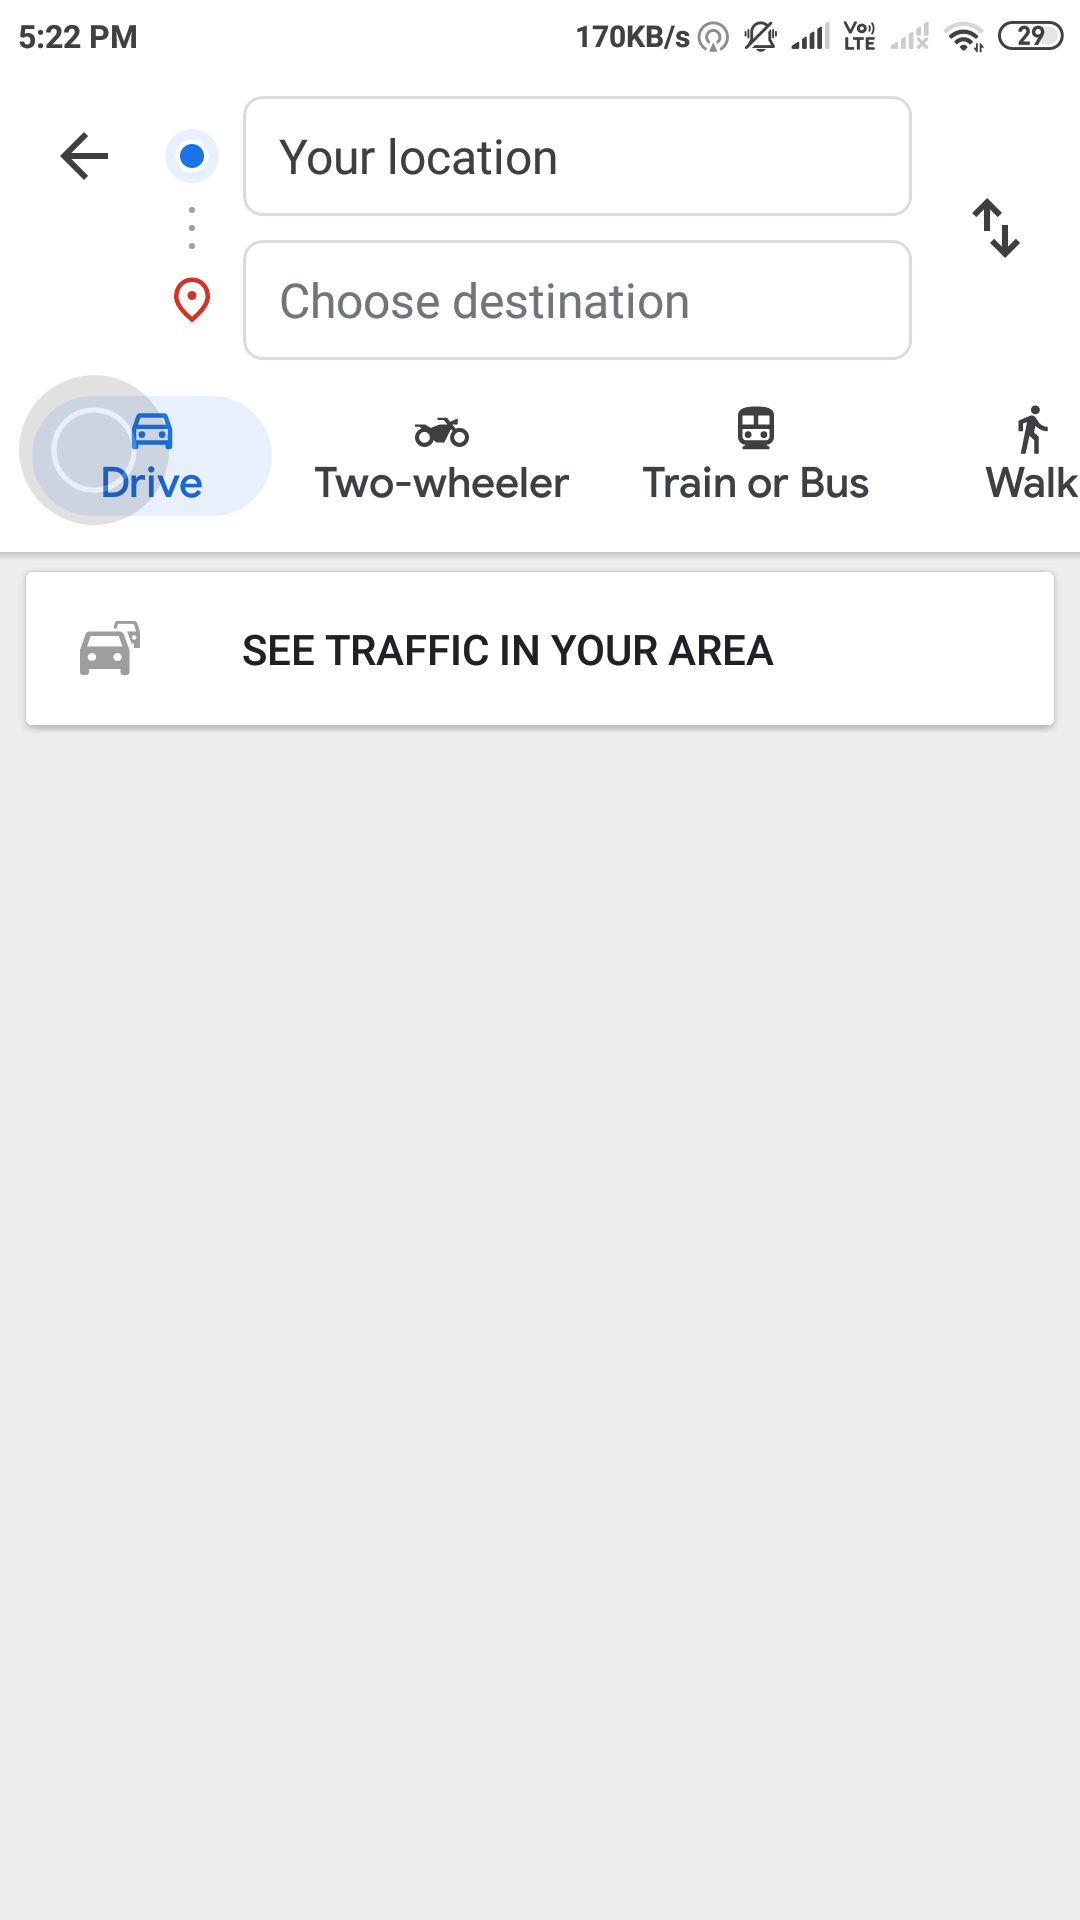 5:22 PM 170KB/s Vo LTE 29
Your location
Choose destination
Drive Two-wheeler Train or Bus Walk
SEE TRAFFIC IN YOUR AREA